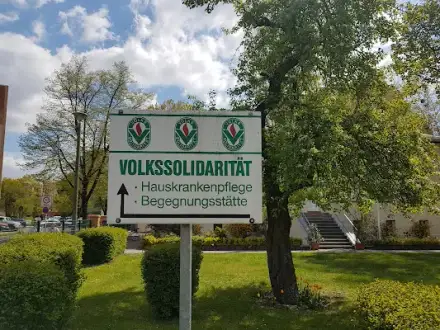 VOLKSSOLIDARITÄT
· Hauskrankenpflege
· Begegnungsstätte